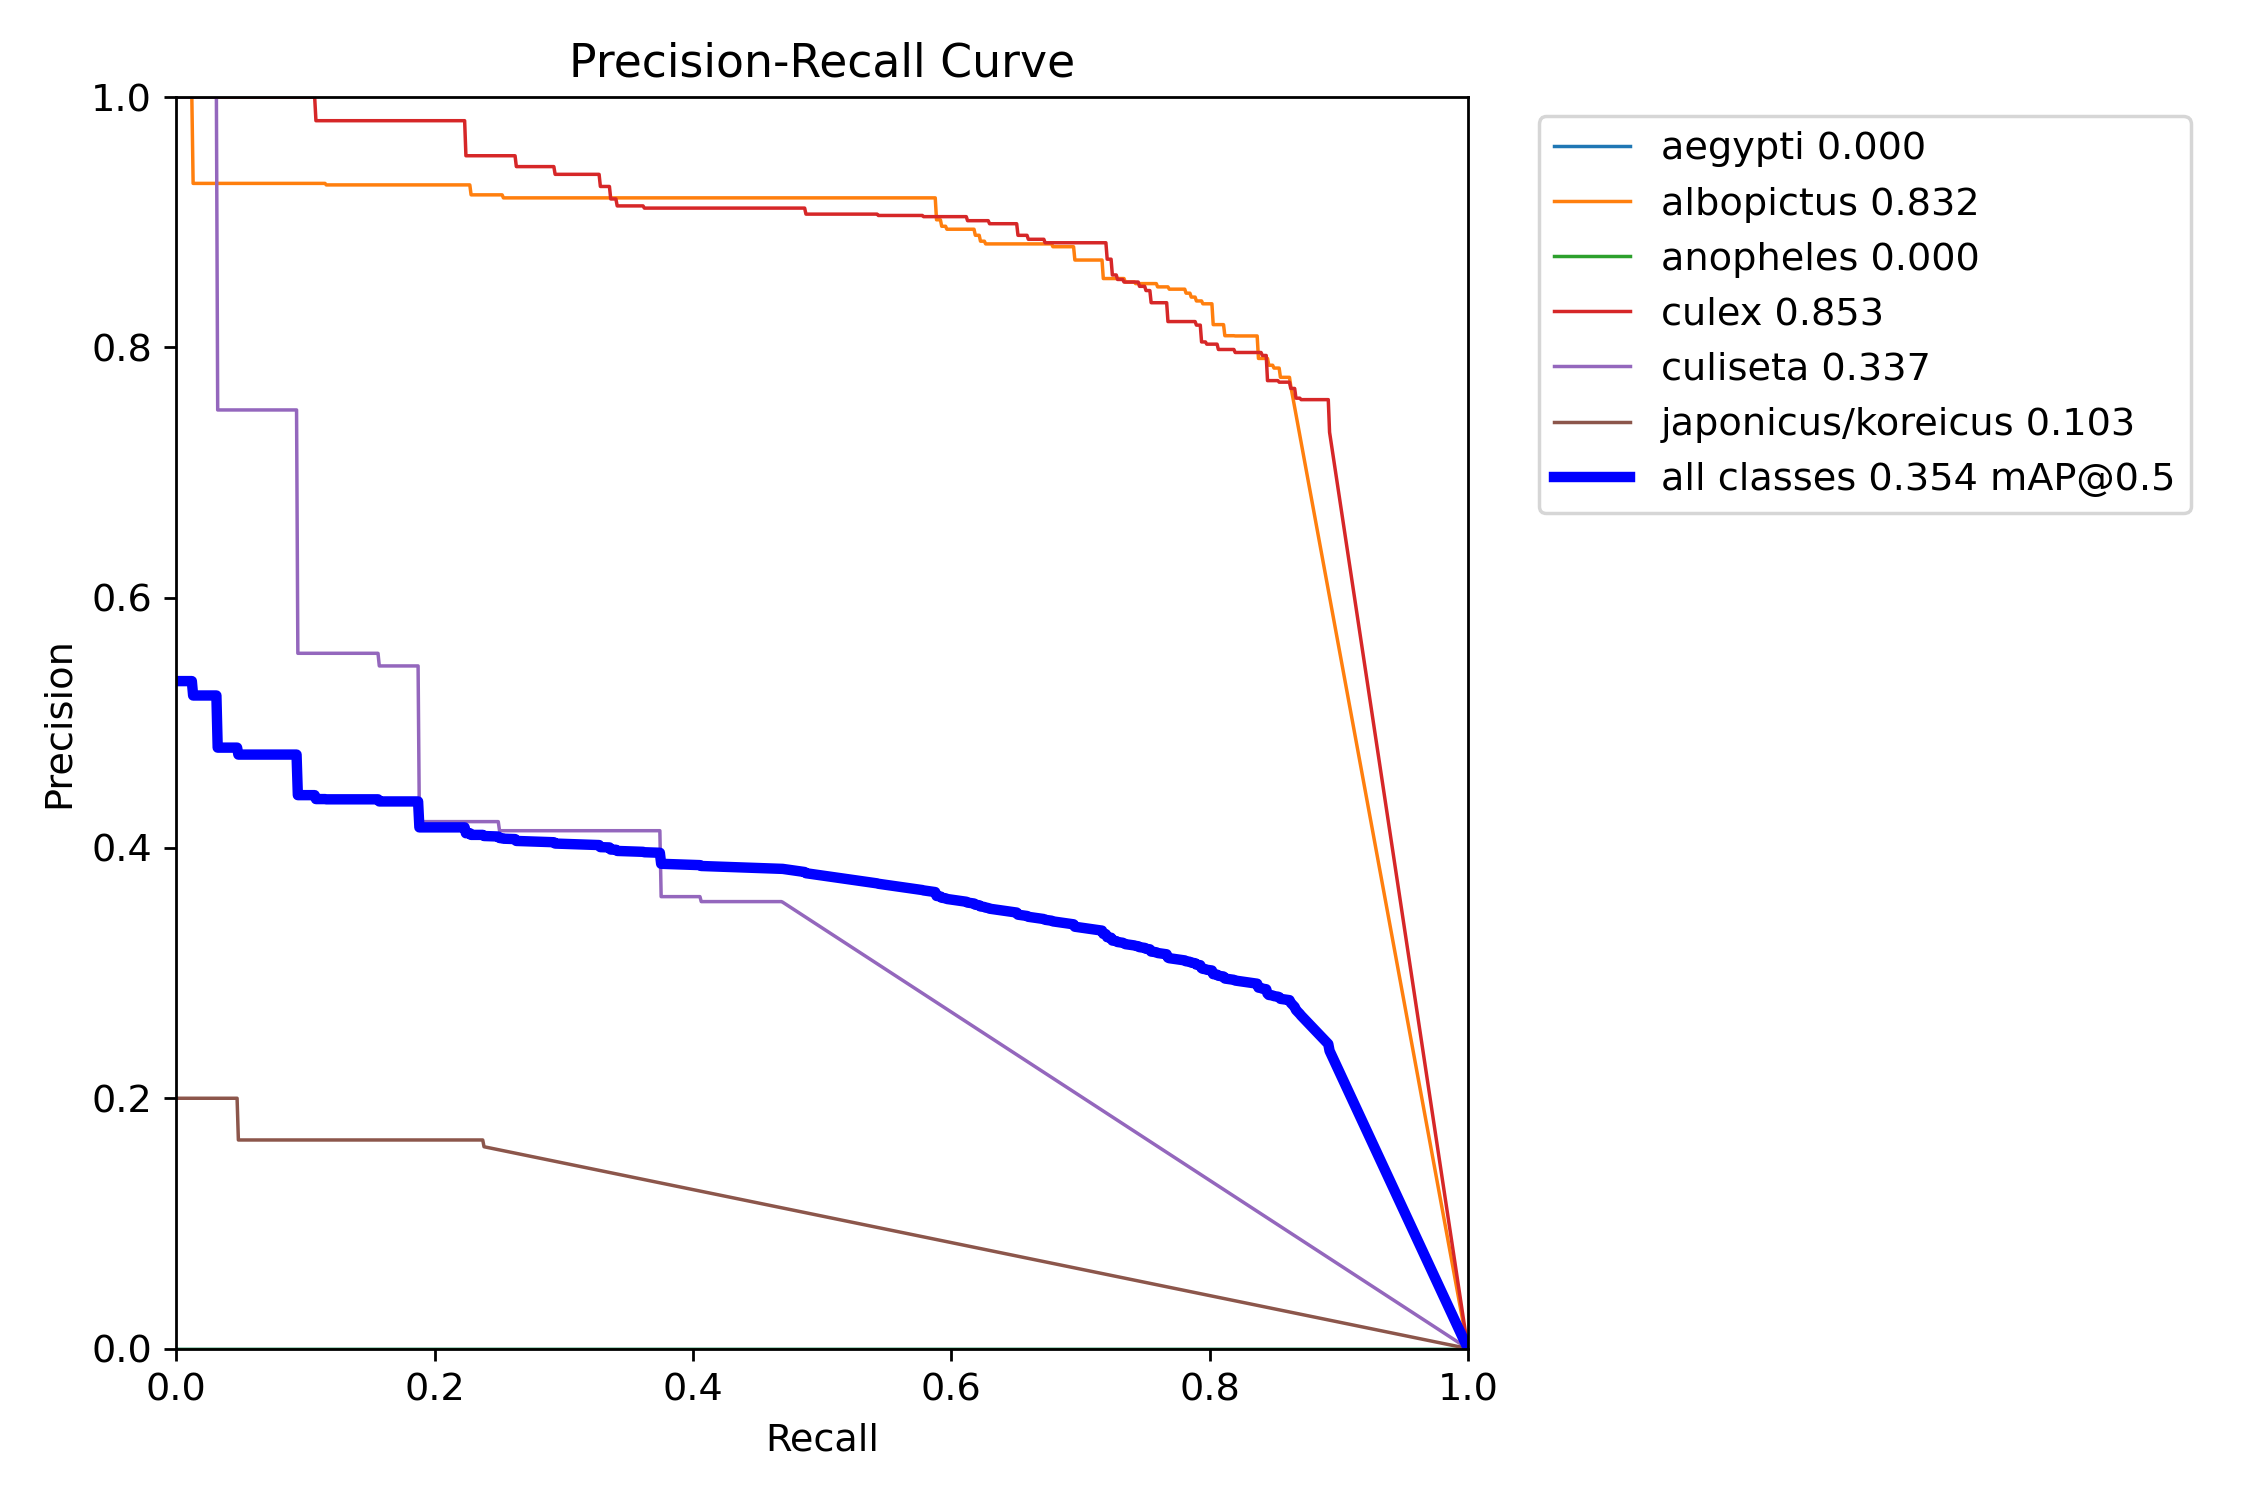 Precision-Recall Curve
1.0
0.8
0.6
0.4
0.2
0.0
Precision
0.0 0.2 0.4 0.6 0.8 1.0
Recall
aegypti 0.000
albopictus 0.832
anopheles 0.000
culex 0.853
culiseta 0.337
japonicus/koreicus 0.103
all classes 0.354 mAP@0.5